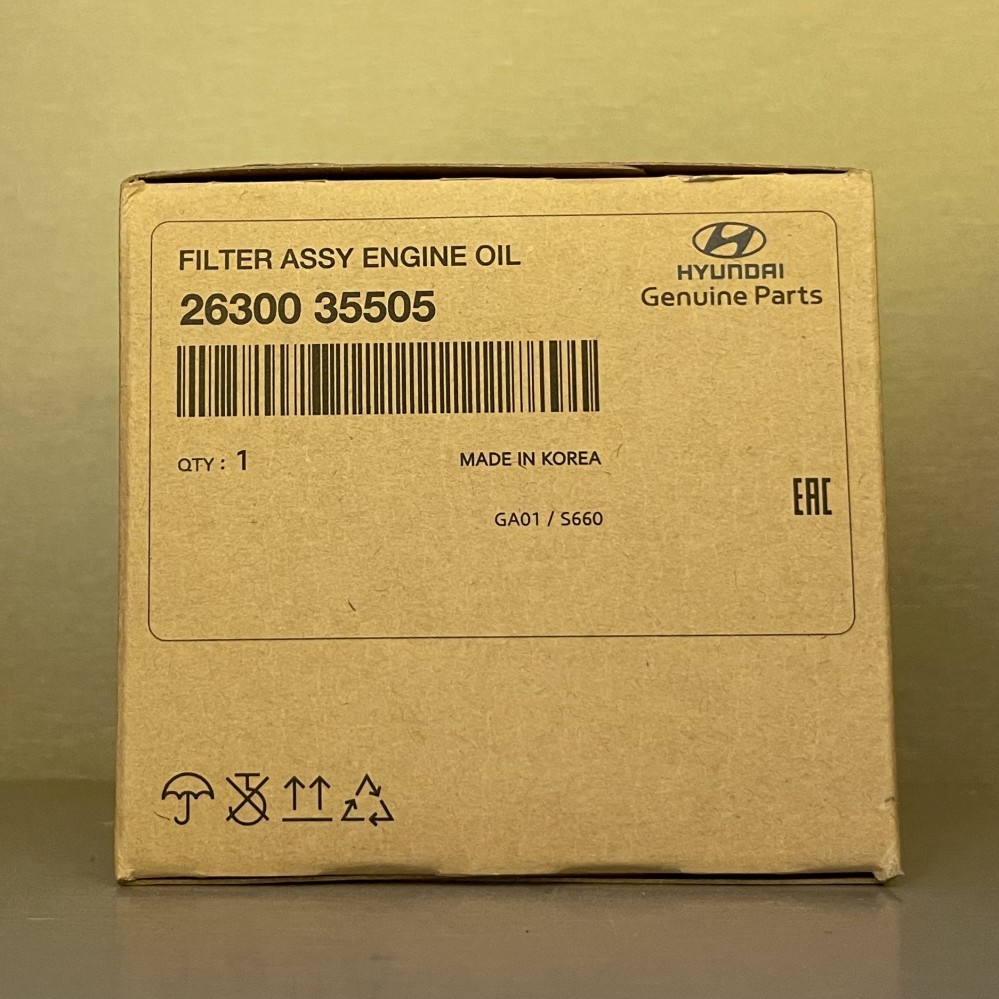 FILTER ASSY ENGINE OIL
26300 35505
HYUNDAI
Genuine Parts
QTY : 1
MADE IN KOREA
EAC
GA01 / S660